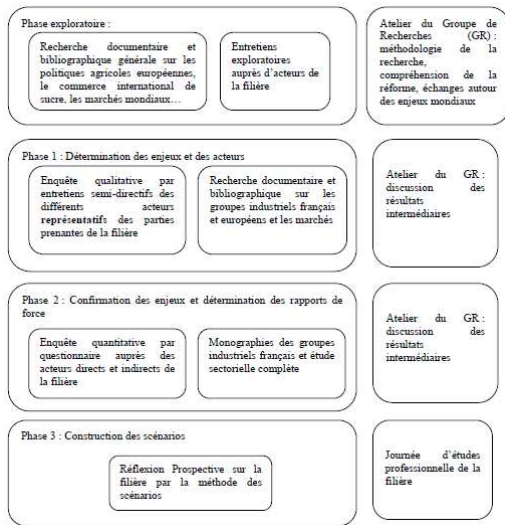 Phase exploratoire :
Recherche documentaire et
bibliographique générale sur les
politiques agricoles européennes,
le commerce international de
sucre, les marchés mondiaux…
Entretiens
exploratoires
auprès d'acteurs de
la filière
Atelier du Groupe de
Recherches (GR) :
méthodologie de la
recherche,
compréhension de la
réforme, échanges autour
des enjeux mondiaux
Phase 1 : Détermination des enjeux et des acteurs
Enquête qualitative par
entretiens semi-directifs des
différents acteurs
représentatifs des parties
prenantes de la filière
Recherche documentaire et
bibliographique sur les
groupes industriels français
et européens et les marchés
Atelier du GR :
discussion des
résultats
intermédiaires
Phase 2 : Confirmation des enjeux et détermination des rapports de
force
Enquête quantitative par
questionnaire auprès des
acteurs directs et indirects de
la filière
Monographies des groupes
industriels français et étude
sectorielle complète
Atelier du GR :
discussion des
résultats
intermédiaires
Phase 3 : Construction des scénarios
Réflexion Prospective sur la
filière par la méthode des
scénarios
Journée d'études
professionnelle de la
filière